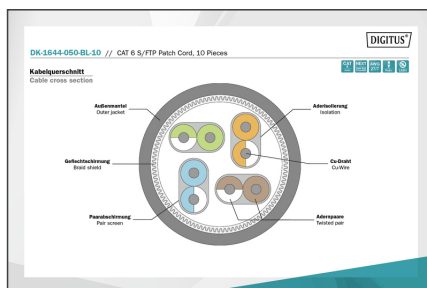 DIGITUS®
DK-1644-050-BL-10 // CAT 6 S/FTP Patch Cord, 10 Pieces
Kabelquerschnitt
Cable cross section
Außenmantel
Outer jacket
Aderisolierung
Isolation
Geflechtschirmung
Braid shield
Cu-Draht
Cu-Wire
Paarabschirmung
Pair screen
Adernpaare
Twisted pair